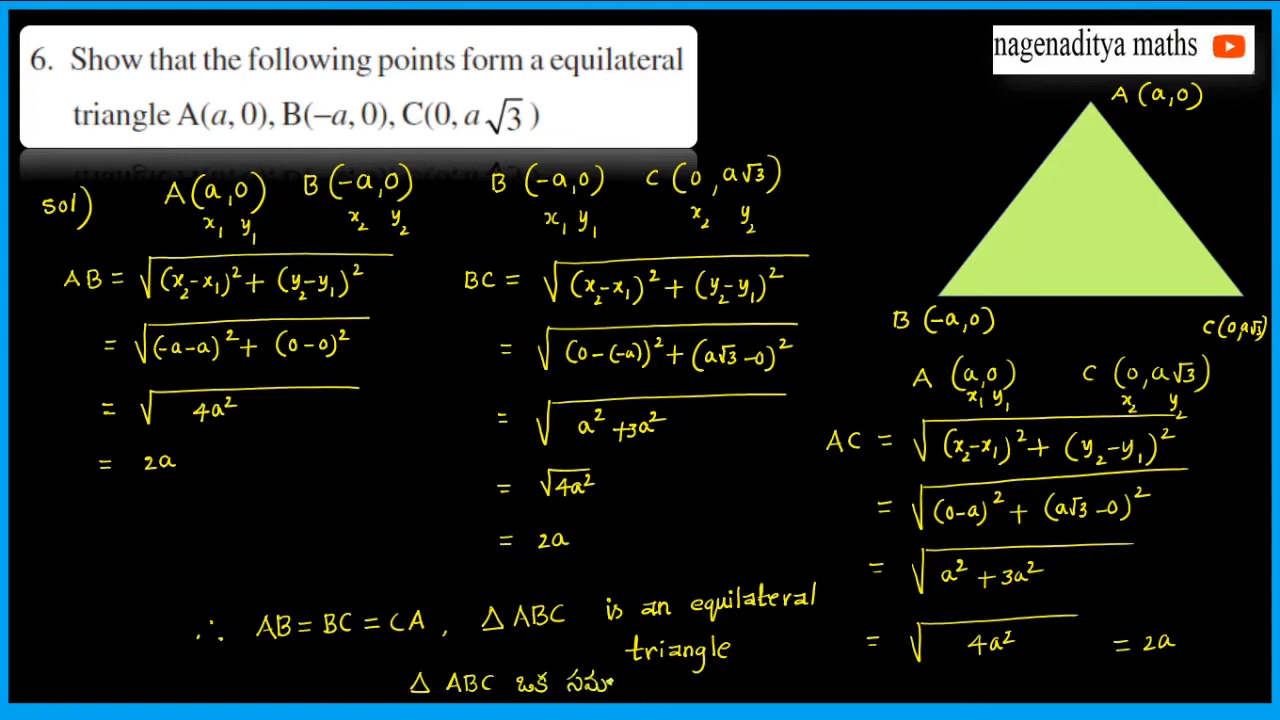 6. Show that the following points form a equilateral
triangle A(a, 0), B(–a, 0), C(0, a√3)
nagenaditya maths
sol)
A (a, 0) B (-a, 0)
x₁ y₁ x₂ y₂
AB = √(x₂-x₁)² + (y₂-y₁)²
= √(-a-a)² + (0-0)²
= √4a²
= 2a
B (-a, 0) C (0, a√3)
x₁ y₁ x₂ y₂
BC = √(x₂-x₁)² + (y₂-y₁)²
= √(0-(-a))² + (a√3-0)²
= √a²+3a²
= √4a²
= 2a
A (a, 0)
B (-a, 0)
C (0, a√3)
A (a, 0) C (0, a√3)
x₁ y₁ x₂ y₂
AC = √(x₂-x₁)² + (y₂-y₁)²
= √(0-a)² + (a√3-0)²
= √a² + 3a²
= √4a² = 2a
∴ AB = BC = CA, Δ ABC is an equilateral
triangle
Δ ABC ఒక సమ